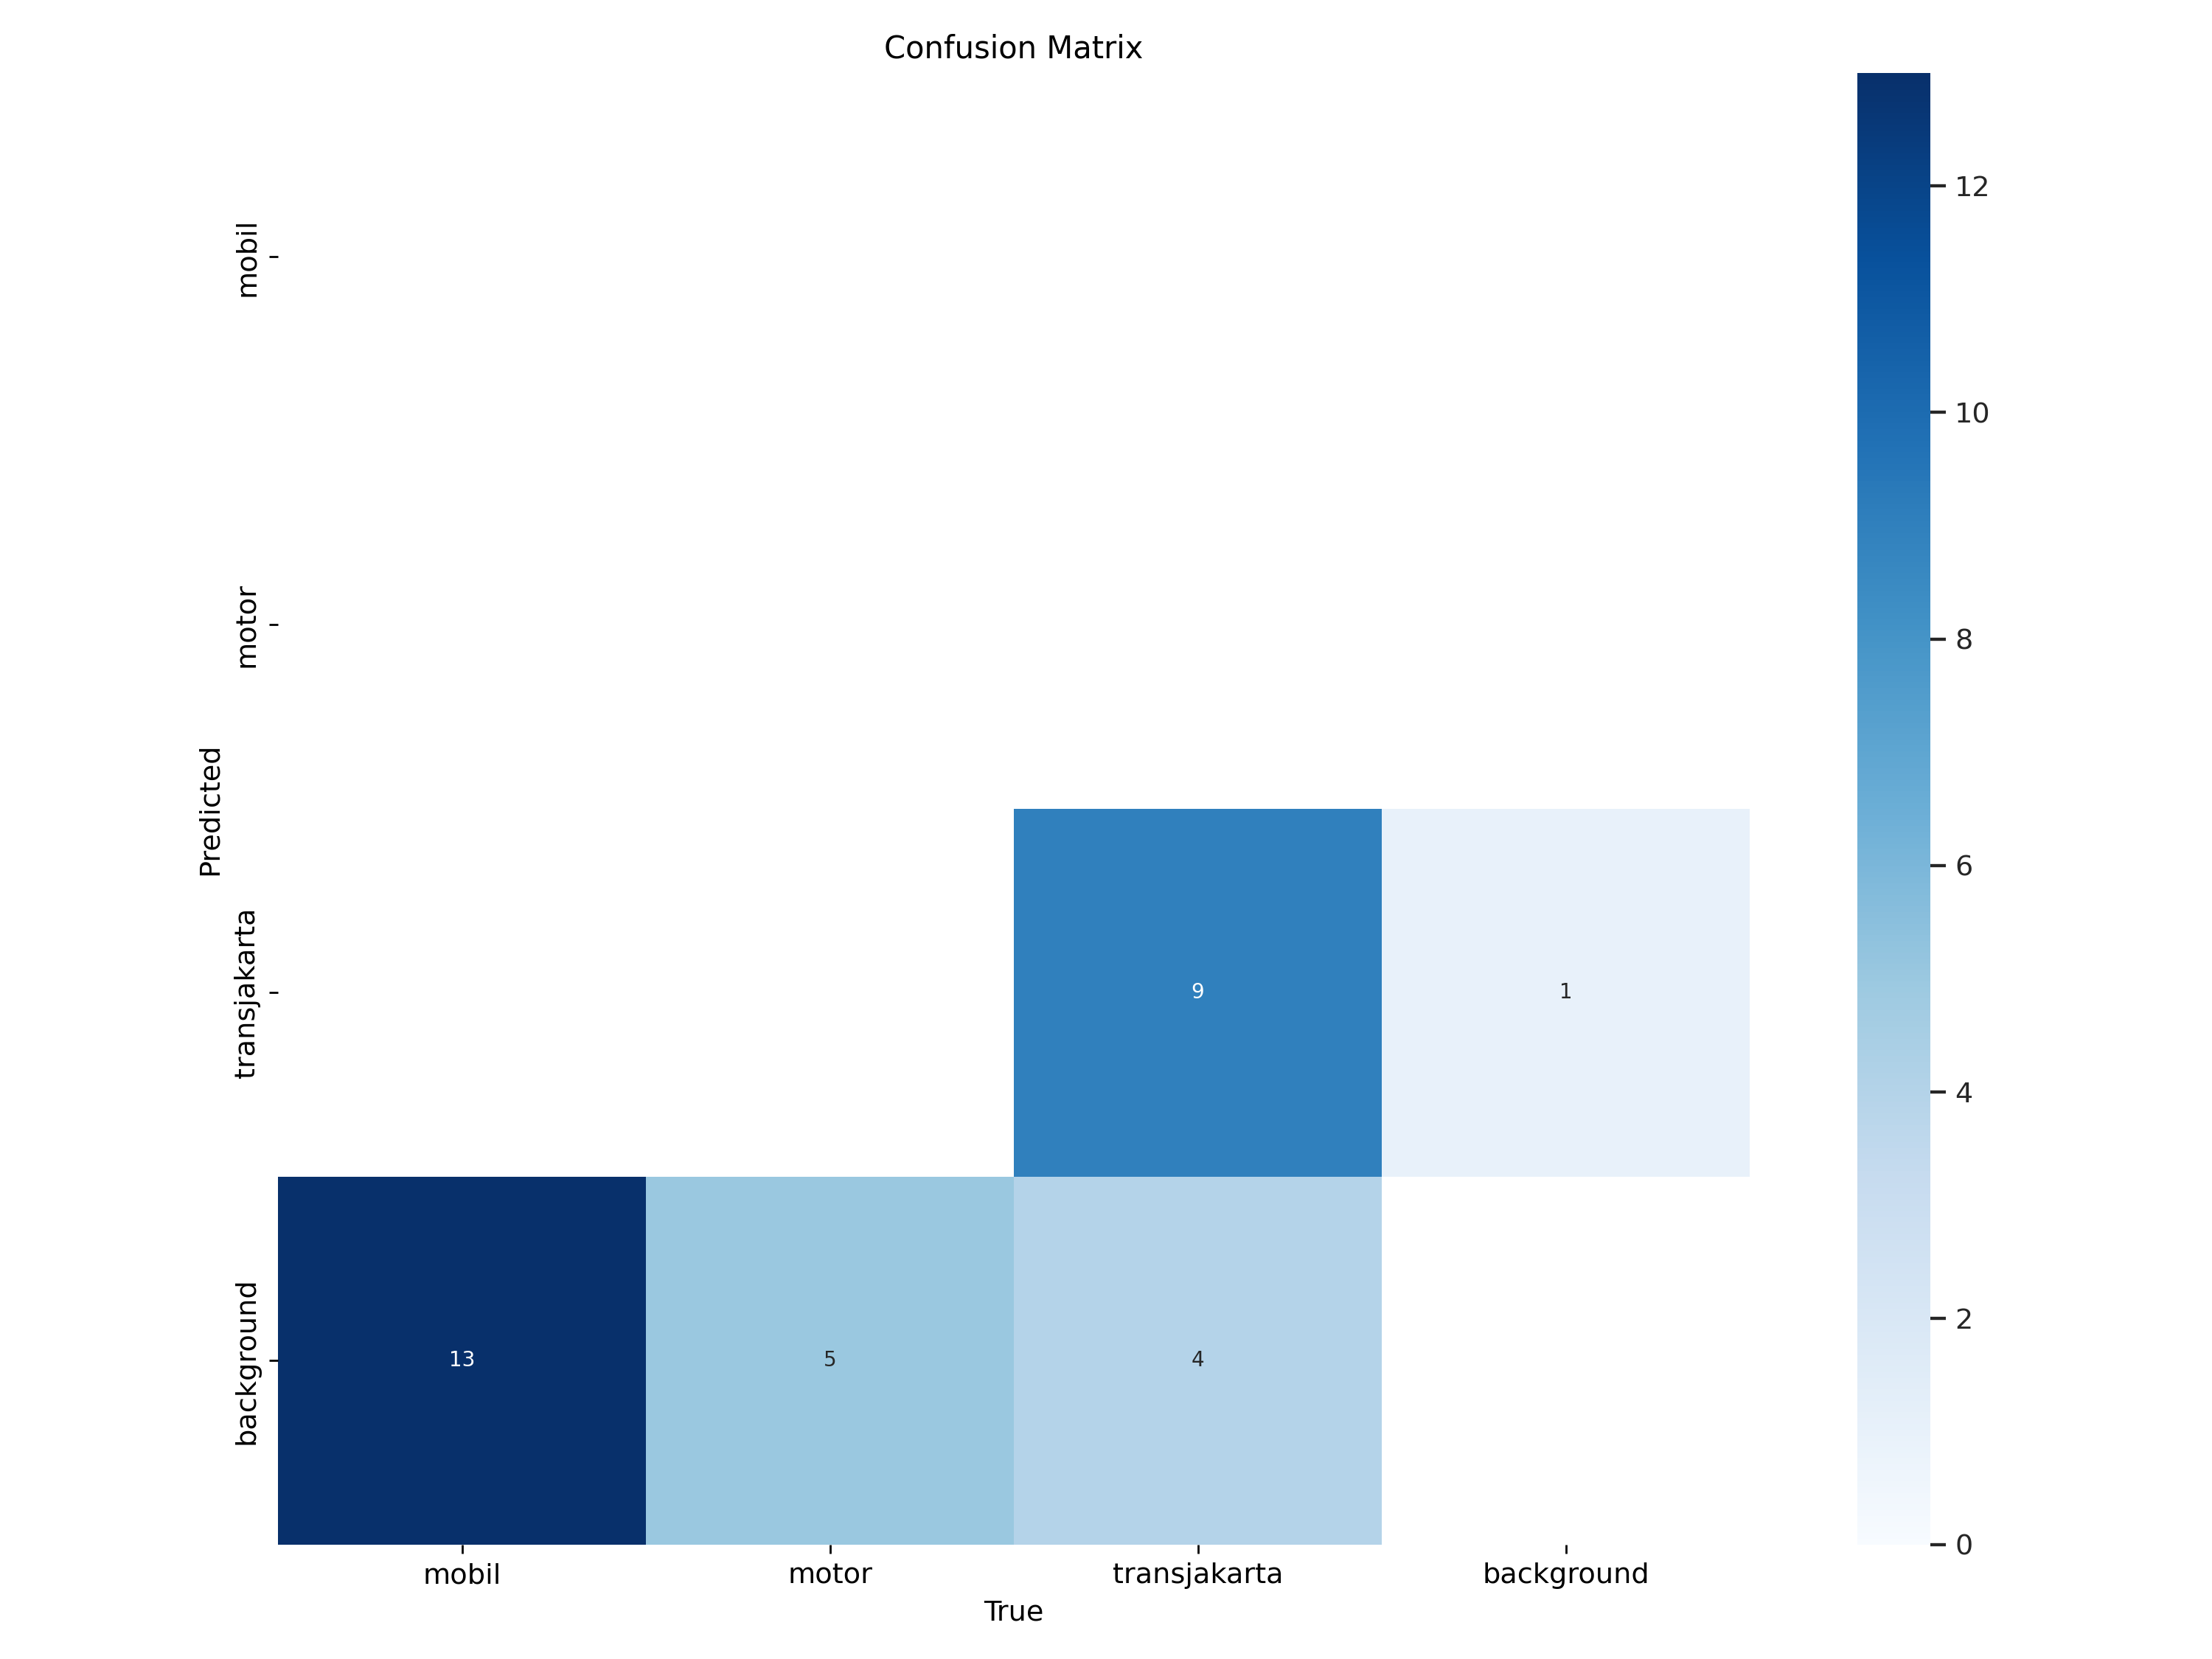 Confusion Matrix
mobil
motor
transjakarta
background
Predicted
9
1
13
5
4
mobil
motor
transjakarta
background
True
12
10
8
6
4
2
0